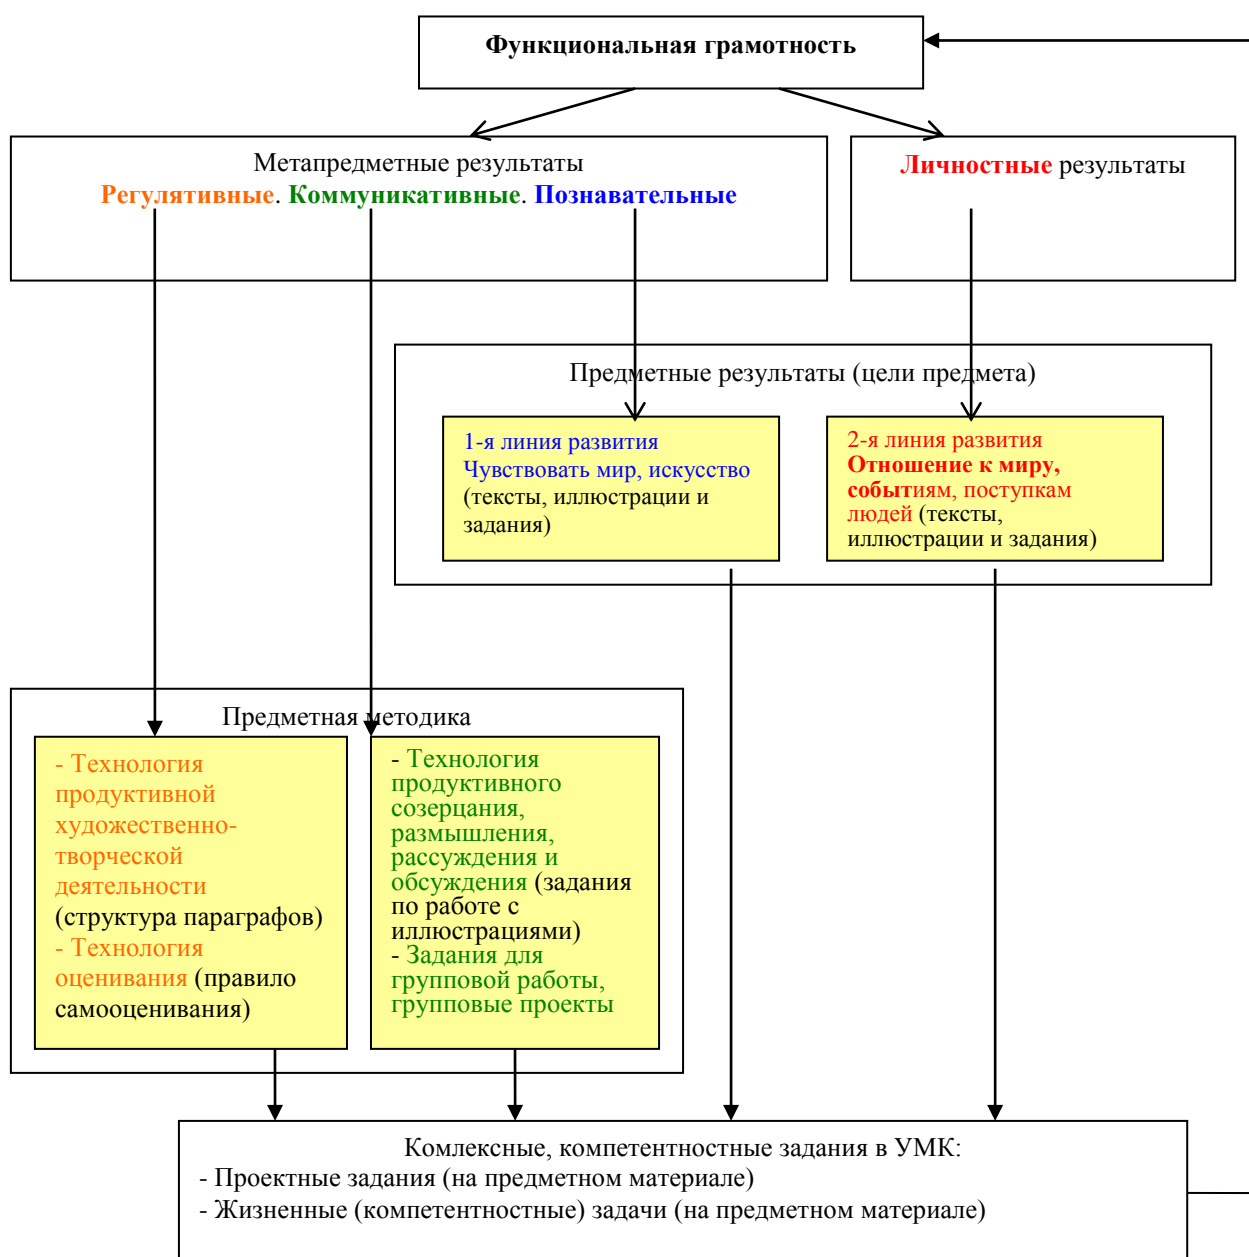 Функциональная грамотность
Метапредметные результаты
Регулятивные. Коммуникативные. Познавательные
Личностные результаты
Предметные результаты (цели предмета)
1-я линия развития
Чувствовать мир, искусство
(тексты, иллюстрации и
задания)
2-я линия развития
Отношение к миру,
событиям, поступкам
людей (тексты,
иллюстрации и задания)
Предметная методика
- Технология
продуктивной
художественно-
творческой
деятельности
(структура параграфов)
- Технология
оценивания (правило
самооценивания)
- Технология
продуктивного
созерцания,
размышления,
рассуждения и
обсуждения (задания
по работе с
иллюстрациями)
- Задания для
групповой работы,
групповые проекты
Комлексные, компетентностные задания в УМК:
- Проектные задания (на предметном материале)
- Жизненные (компетентностные) задачи (на предметном материале)